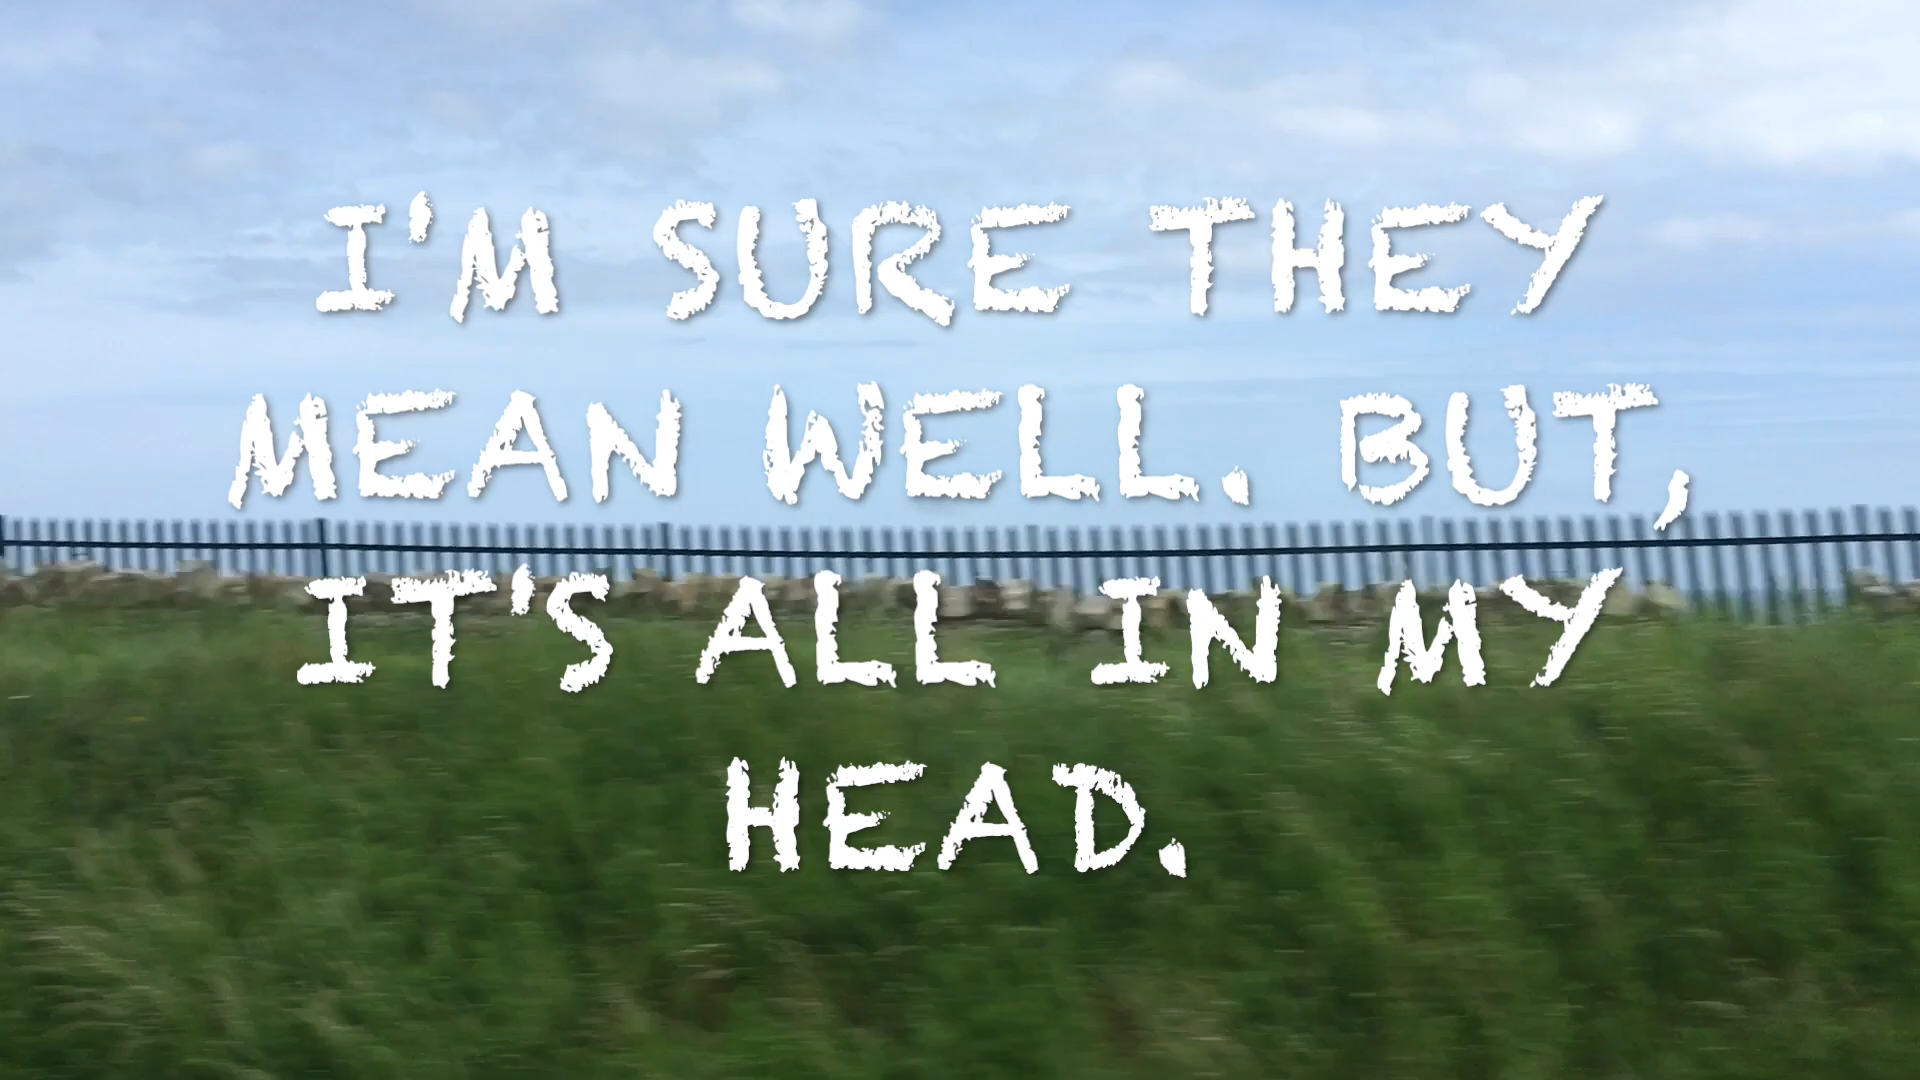 I'M SURE THEY
MEAN WELL. BUT,
IT'S ALL IN MY
HEAD.